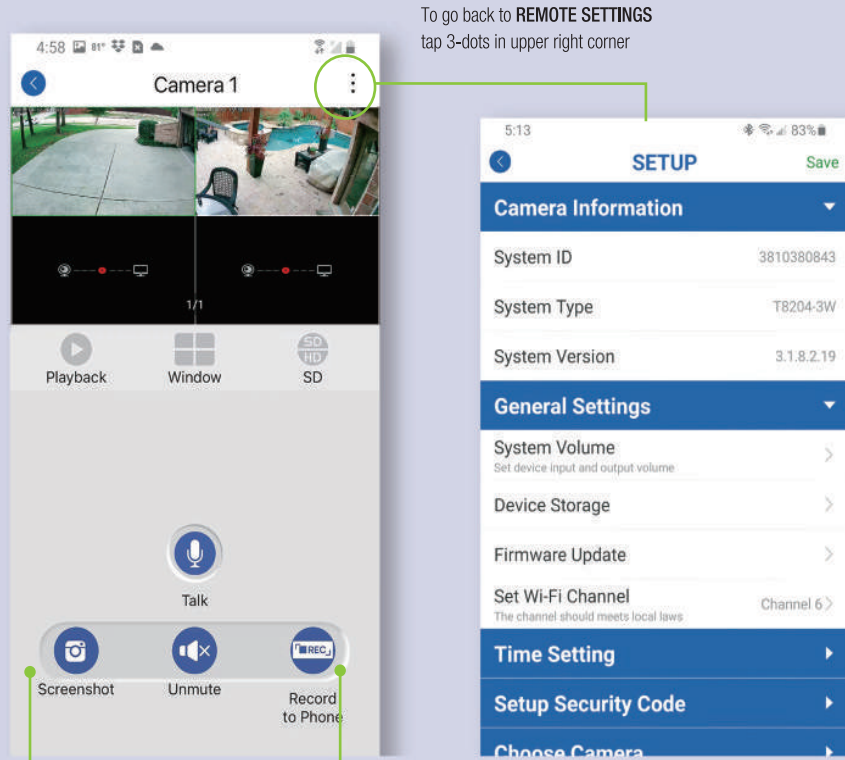 To go back to REMOTE SETTINGS
tap 3-dots in upper right corner
4:58 81°
Camera 1
1/1
Playback
Window
SD
HD
SD
Talk
Screenshot
Unmute
REC
Record
to Phone
5:13 83%
SETUP Save
Camera Information
System ID 3810380843
System Type T8204-3W
System Version 3.1.8.2.19
General Settings
System Volume
Set device input and output volume
Device Storage
Firmware Update
Set Wi-Fi Channel Channel 6
The channel should meets local laws
Time Setting
Setup Security Code
Choose Camera